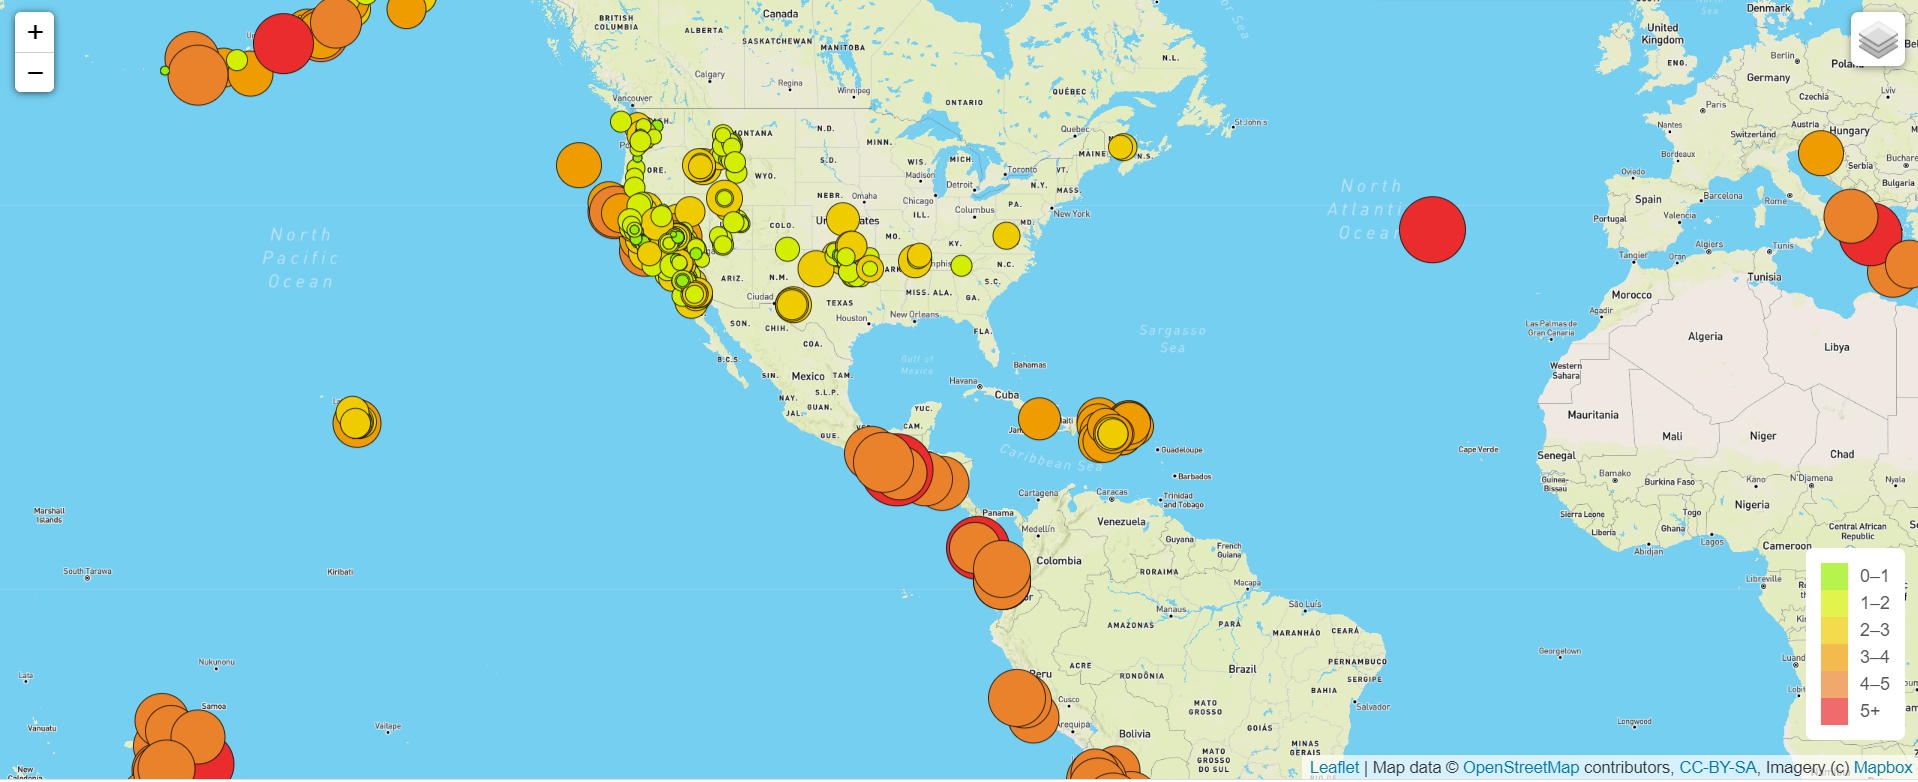 +
−
BRITISH
COLUMBIA
Canada
ALBERTA
SASKATCHEWAN
MANITOBA
Calgary
Regina
Winnipeg
Vancouver
ONTARIO
QUÉBEC
N.L.
St John's
Quebec
MAINE
N.S.
MONTANA
N.D.
MINN.
ORE.
S.D.
WIS.
MICH.
Toronto
VT.
WYO.
Madison
Detroit
N.Y.
MASS.
NEBR.
Omaha
Chicago
PA.
New York
ILL.
Columbus
MD.
COLO.
MO.
KY.
N.C.
ARIZ.
N.M.
S.C.
MISS.
ALA.
GA.
Ciudad
TEXAS
SON.
CHIH.
Houston
New Orleans
FLA.
COA.
B.C.S.
SIN.
Mexico
TAM.
S.L.P.
NAY.
GUAN.
JAL.
GUE.
YUC.
CAM.
Gulf of
Mexico
Bahamas
Havana
Cuba
Guadeloupe
Caribbean Sea
Barbados
Cartagena
Caracas
Trinidad
and Tobago
Panama
Medellín
Venezuela
Guyana
French
Guiana
Colombia
RORAIMA
Macapa
Manaus
São Luís
AMAZONAS
PARÁ
MARANHÃO
CEARÁ
ACRE
RONDÔNIA
Brazil
PERNAMBUCO
SERGIPE
BAHIA
Salvador
Cusco
MATO
GROSSO
GOIÁS
Bolivia
MATO
GROSSO
DO SUL
MINAS
GERAIS
North
Pacific
Ocean
North
Atlanti
Ocea
Sargasso
Sea
Marshall
Islands
South Tarawa
Kiribati
Nukunonu
Lata
Samoa
Vanuatu
Vaitape
New
Caledonia
Denmark
United
Kingdom
ENG.
Berlin
Germany
Paris
Czechia
Lviv
Nantes
Switzerland
Austria
Hungary
Bordeaux
Serbia
Oviedo
Barcelona
Rome
Bulgaria
Spain
Portugal
Valencia
Algiers
Tunis
Tangier
Oran
Tunisia
Morocco
Agadir
Las Palmas de
Gran Canaria
Algeria
Libya
Western
Sahara
Mauritania
Mali
Niger
Chad
Cape Verde
Senegal
Bamako
Guinea-
Bissau
Burkina Faso
Kano
N'Djamena
Nyala
Nigeria
Sierra Leone
Togo
Liberia
Ghana
Central African
Republic
Abidjan
Lagos
Cameroon
Libreville
Georgetown
Longwood
0–1
1–2
2–3
3–4
4–5
5+
Leaflet | Map data © OpenStreetMap contributors, CC-BY-SA, Imagery (c) Mapbox